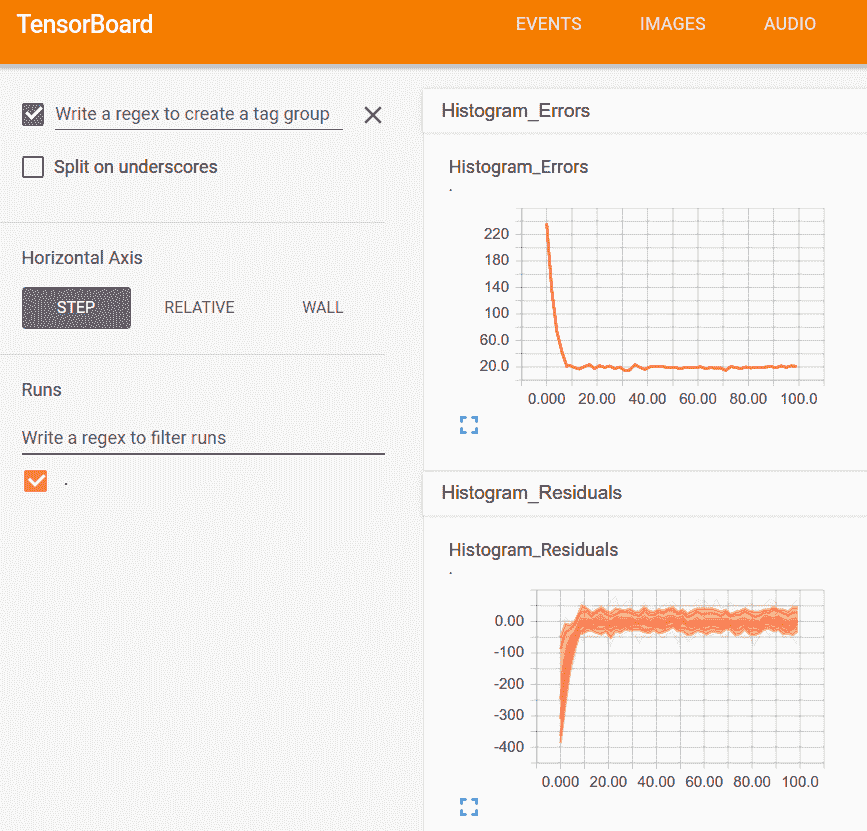 TensorBoard
EVENTS IMAGES AUDIO
Write a regex to create a tag group
Split on underscores
Horizontal Axis
STEP RELATIVE WALL
Runs
Write a regex to filter runs
.
Histogram_Errors
Histogram_Errors
.
220
180
140
100
60.0
20.0
0.000 20.00 40.00 60.00 80.00 100.0
Histogram_Residuals
Histogram_Residuals
.
0.00
-100
-200
-300
-400
0.000 20.00 40.00 60.00 80.00 100.0